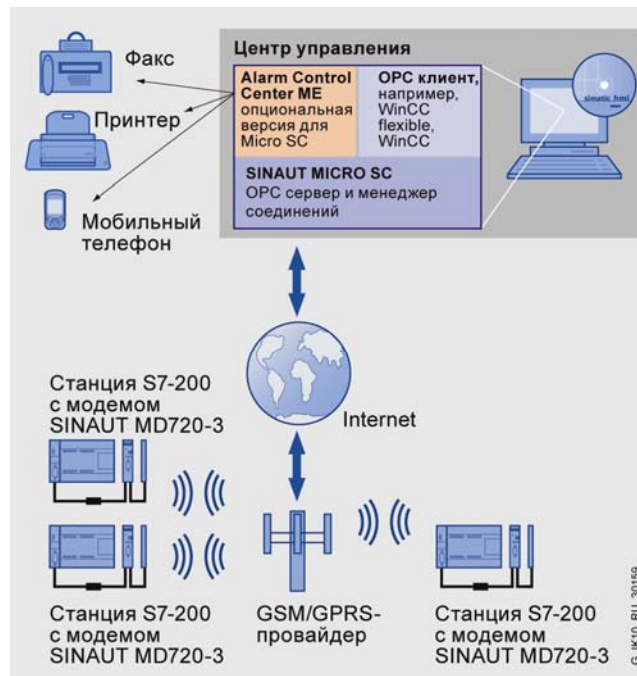 Факс
Принтер
Мобильный
телефон
Центр управления
Alarm Control
Center ME
опциональная
версия для
Micro SC
OPC клиент,
например,
WinCC
flexible,
WinCC
SINAUT MICRO SC
OPC сервер и менеджер
соединений
simatic hmi
Internet
Станция S7-200
с модемом
SINAUT MD720-3
Станция S7-200
с модемом
SINAUT MD720-3
GSM/GPRS-
провайдер
Станция S7-200
с модемом
SINAUT MD720-3
G_IK10_RU_30159